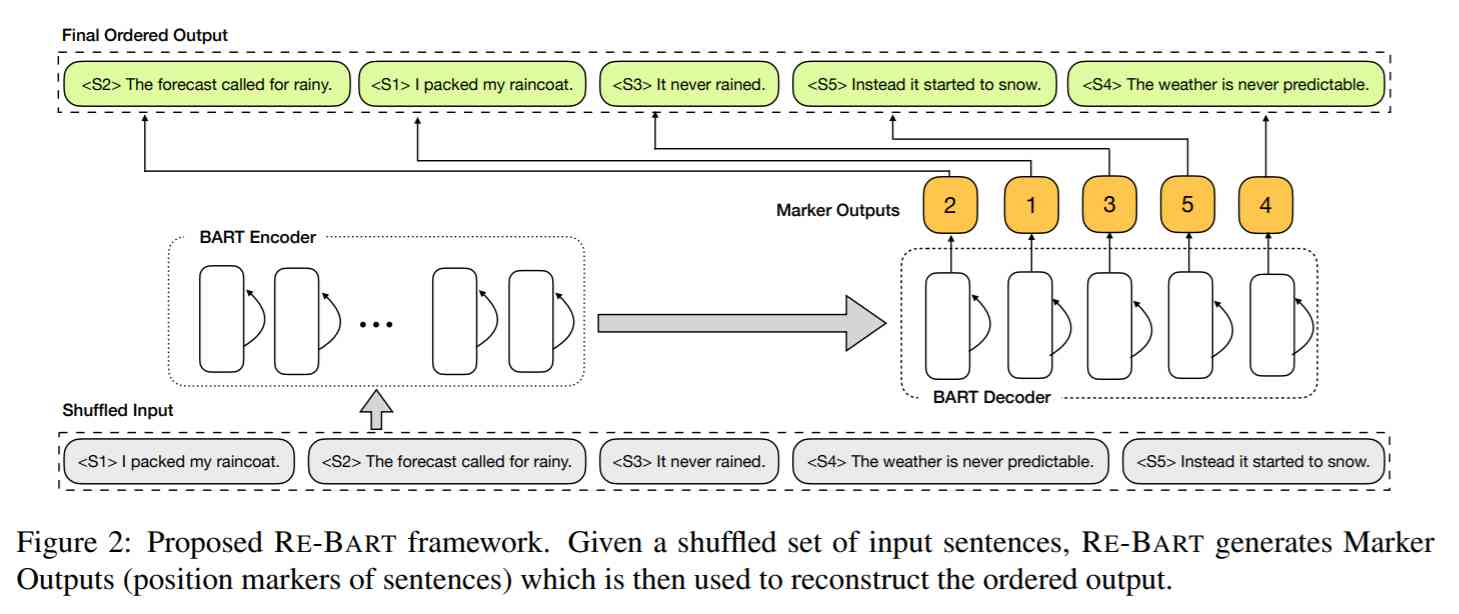 Final Ordered Output
<S2> The forecast called for rainy. <S1> I packed my raincoat. <S3> It never rained. <S5> Instead it started to snow. <S4> The weather is never predictable.
Marker Outputs 2 1 3 5 4
BART Encoder
BART Decoder
Shuffled Input
<S1> I packed my raincoat. <S2> The forecast called for rainy. <S3> It never rained. <S4> The weather is never predictable. <S5> Instead it started to snow.
Figure 2: Proposed RE-BART framework. Given a shuffled set of input sentences, RE-BART generates Marker
Outputs (position markers of sentences) which is then used to reconstruct the ordered output.